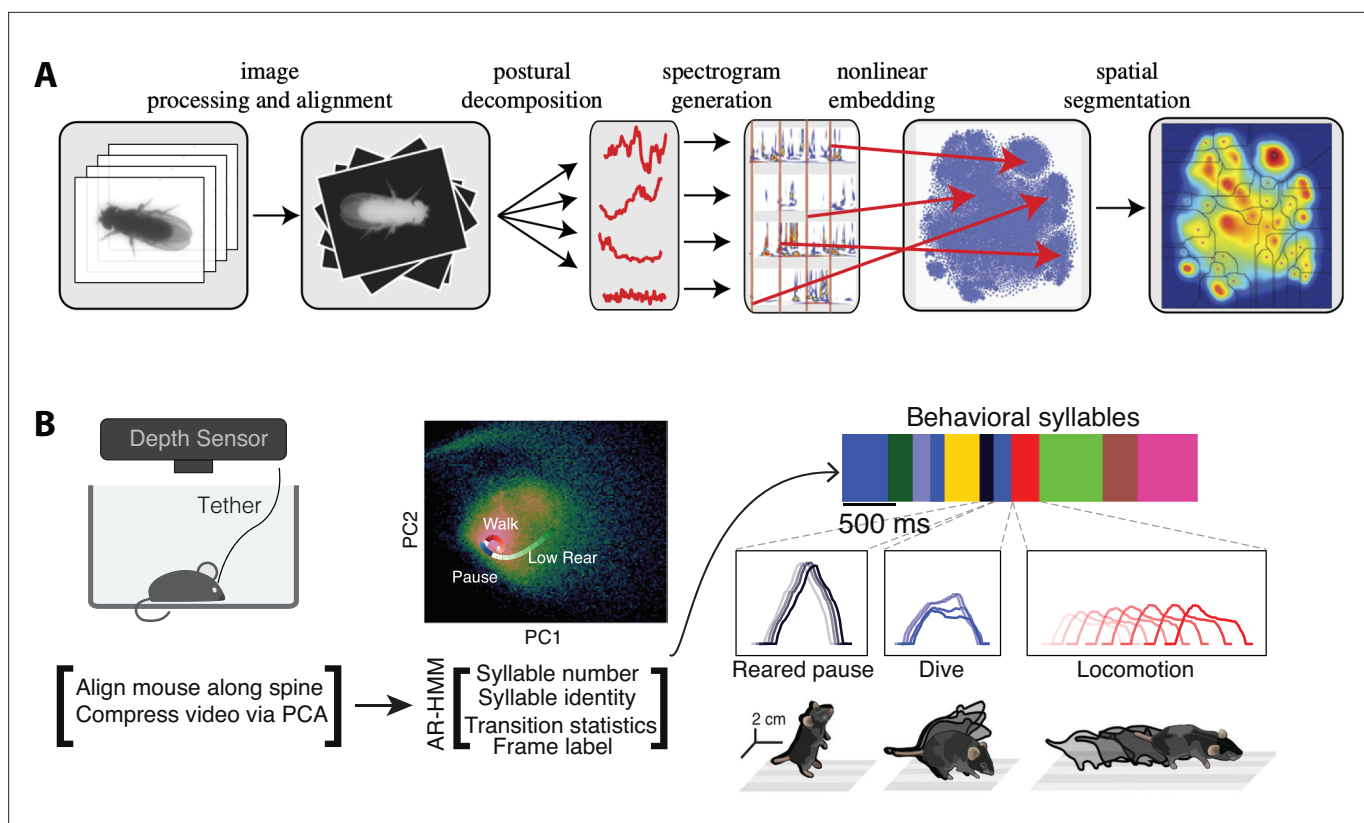 A
image
processing and alignment
postural
decomposition
spectrogram
generation
nonlinear
embedding
spatial
segmentation
B
Depth Sensor
Tether
Align mouse along spine
Compress video via PCA
PC2
Walk
Low Rear
Pause
PC1
AR-HMM
Syllable number
Syllable identity
Transition statistics
Frame label
Behavioral syllables
500 ms
Reared pause
Dive
Locomotion
2 cm